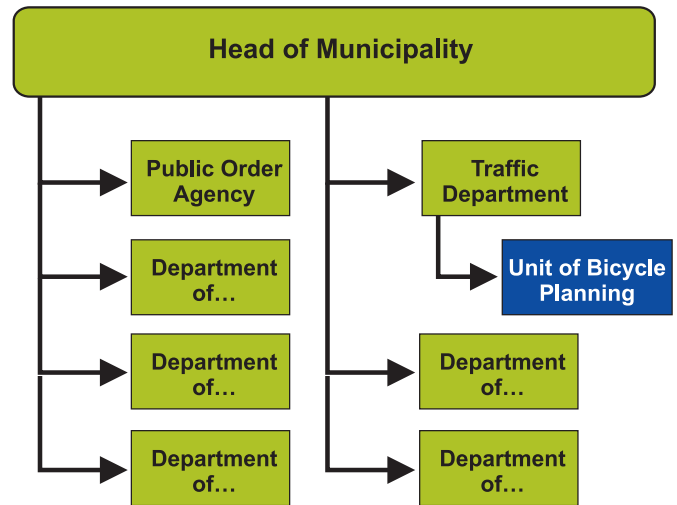 Head of Municipality
Public Order
Agency
Traffic
Department
Department
of…
Unit of Bicycle
Planning
Department
of…
Department
of…
Department
of…
Department
of…